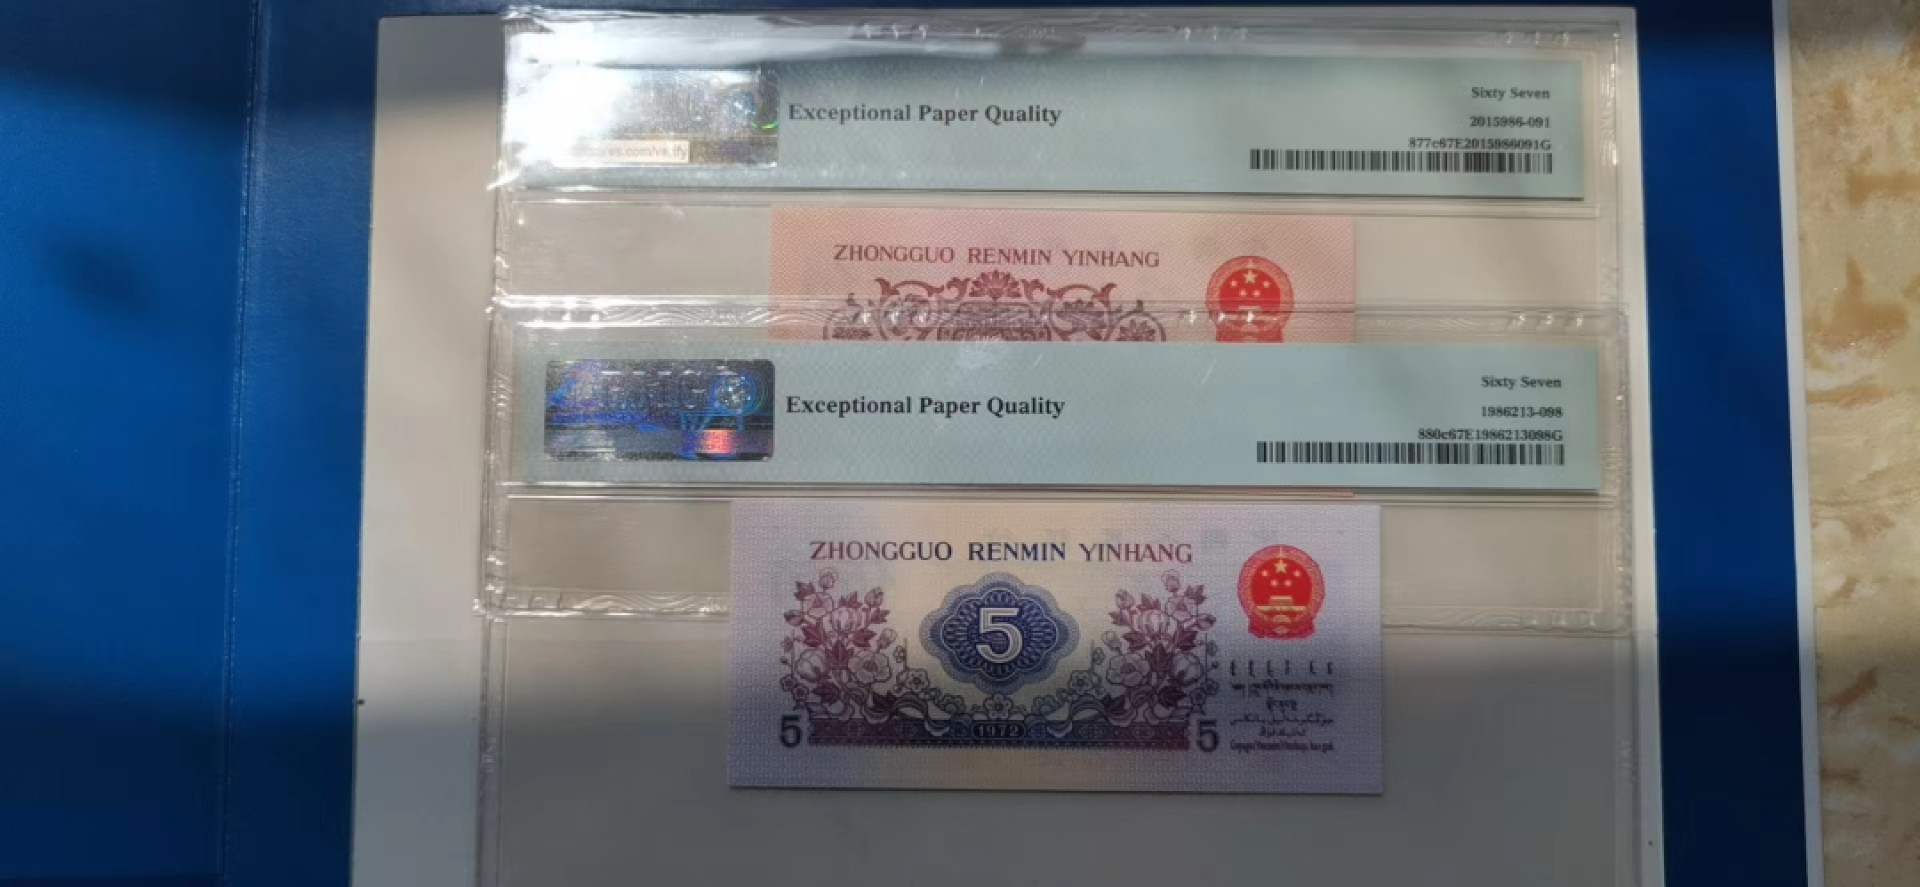 Exceptional Paper Quality
Sixty Seven
2015986-091
877c67E2015986091G
ZHONGGUO RENMIN YINHANG
PMG
Exceptional Paper Quality
Sixty Seven
1986213-098
880c67E1986213098G
ZHONGGUO RENMIN YINHANG
5
5 1972 5